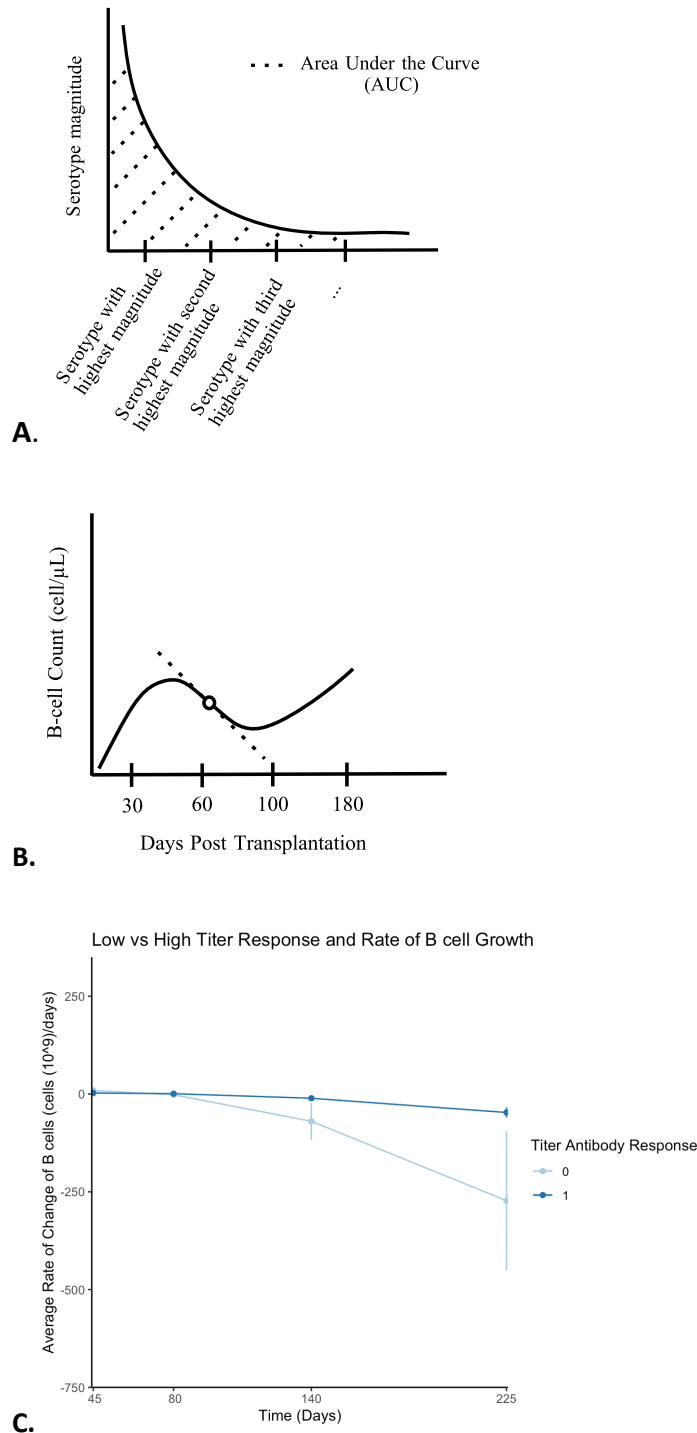 Serotype magnitude
Area Under the Curve
(AUC)
Serotype with
highest magnitude
Serotype with second
highest magnitude
Serotype with third
highest magnitude
...
A.
B-cell Count (cell/μL)
30
60
100
180
Days Post Transplantation
B.
Low vs High Titer Response and Rate of B cell Growth
Average Rate of Change of B cells (cells (10^9)/days)
250
0
-250
-500
-750
45
80
140
225
Time (Days)
Titer Antibody Response
0
1
C.